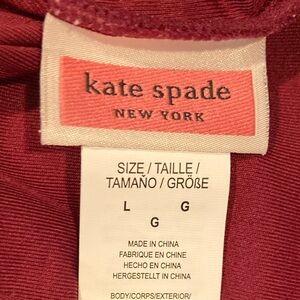 kate spade
NEW YORK
SIZE / TAILLE /
TAMAÑO / GRÖßE
L G
G
MADE IN CHINA
FABRIQUE EN CHINE
HECHO EN CHINA
HERGESTELLT IN CHINA
BODY/CORPS/EXTERIOR/